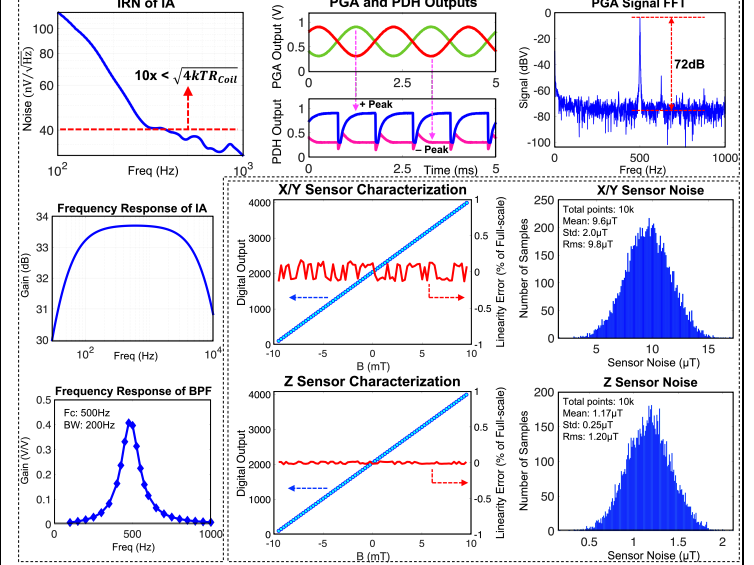 IRN of IA
Noise (nV/√Hz)
100
80
60
40
10²
10³
Freq (Hz)
10x < √4kTR_Coil
PGA and PDH Outputs
PGA Output (V)
1
0.5
0
0
2.5
5
+ Peak
− Peak
PDH Output
1
0.5
0
0
2.5
5
Time (ms)
PGA Signal FFT
Signal (dBV)
0
-20
-40
-60
-80
-100
72dB
0
500
1000
Freq (Hz)
Frequency Response of IA
Gain (dB)
34
33
32
31
30
10²
10⁴
Freq (Hz)
X/Y Sensor Characterization
Digital Output
4000
3000
2000
1000
0
Linearity Error (% of Full-scale)
1
0.5
0
-0.5
-1
-10
-5
0
5
10
B (mT)
X/Y Sensor Noise
Number of Samples
250
200
150
100
50
0
Total points: 10k
Mean: 9.6µT
Std: 2.0µT
Rms: 9.8µT
5
10
15
Sensor Noise (µT)
Frequency Response of BPF
Gain (V/V)
0.5
0.4
0.3
0.2
0.1
0
Fc: 500Hz
BW: 200Hz
0
500
1000
Freq (Hz)
Z Sensor Characterization
Digital Output
4000
3000
2000
1000
0
Linearity Error (% of Full-scale)
1
0.5
0
-0.5
-1
-10
-5
0
5
10
B (mT)
Z Sensor Noise
Number of Samples
200
150
100
50
0
Total points: 10k
Mean: 1.17µT
Std: 0.25µT
Rms: 1.20µT
0.5
1
1.5
2
Sensor Noise (µT)